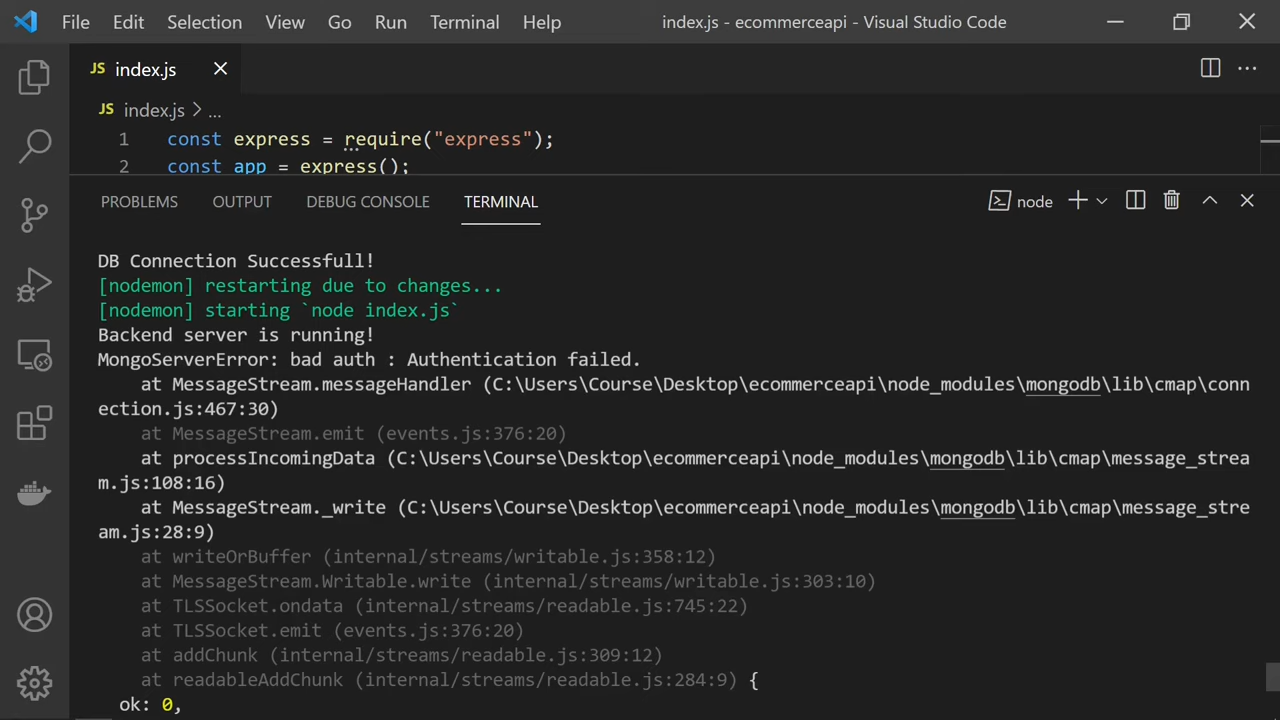 File Edit Selection View Go Run Terminal Help index.js - ecommerceapi - Visual Studio Code
JS index.js
JS index.js > ...
1 const express = require("express");
2 const app = express();
PROBLEMS OUTPUT DEBUG CONSOLE TERMINAL node
DB Connection Successfull!
[nodemon] restarting due to changes...
[nodemon] starting `node index.js`
Backend server is running!
MongoServerError: bad auth : Authentication failed.
at MessageStream.messageHandler (C:\Users\Course\Desktop\ecommerceapi\node_modules\mongodb\lib\cmap\conn
ection.js:467:30)
at MessageStream.emit (events.js:376:20)
at processIncomingData (C:\Users\Course\Desktop\ecommerceapi\node_modules\mongodb\lib\cmap\message_strea
m.js:108:16)
at MessageStream._write (C:\Users\Course\Desktop\ecommerceapi\node_modules\mongodb\lib\cmap\message_stre
am.js:28:9)
at writeOrBuffer (internal/streams/writable.js:358:12)
at MessageStream.Writable.write (internal/streams/writable.js:303:10)
at TLSSocket.ondata (internal/streams/readable.js:745:22)
at TLSSocket.emit (events.js:376:20)
at addChunk (internal/streams/readable.js:309:12)
at readableAddChunk (internal/streams/readable.js:284:9) {
ok: 0,